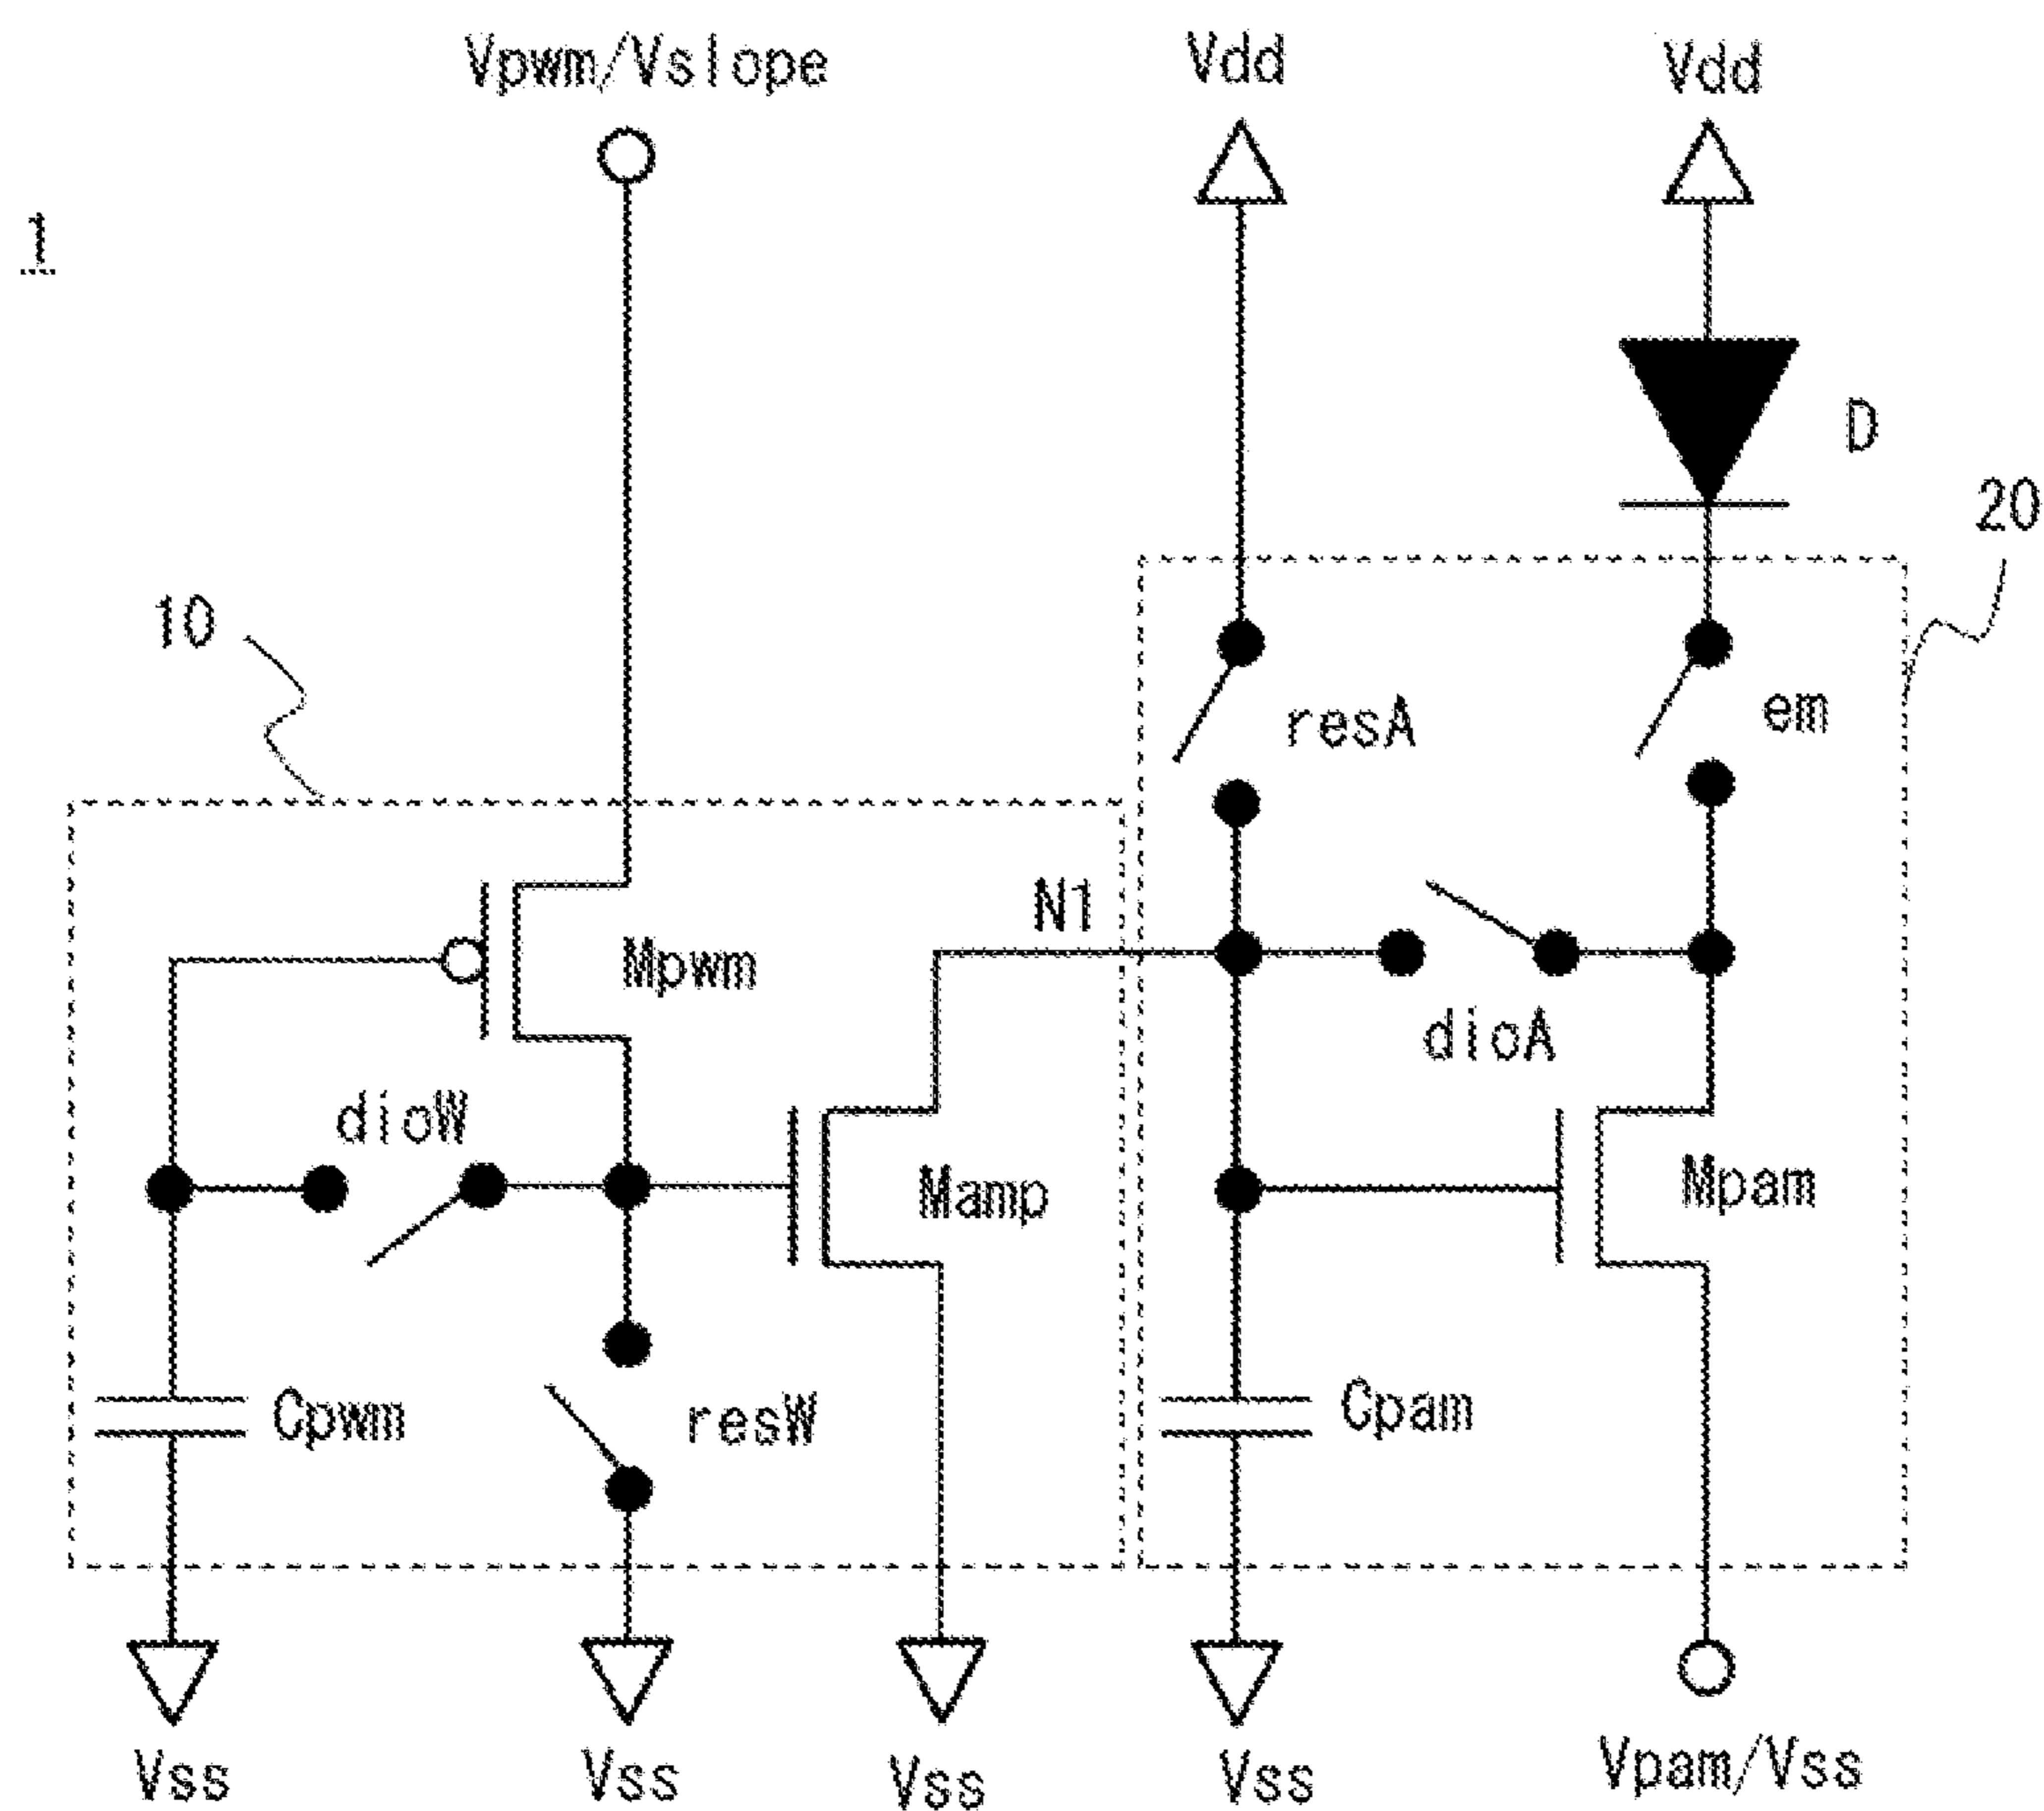 Vpwm/Vslope
Vdd
Vdd
1
D
20
10
resA
em
N1
Mpwm
dioA
dioW
Mpam
Mamp
Cpwm
resW
Cpam
Vss
Vss
Vss
Vss
Vpam/Vss